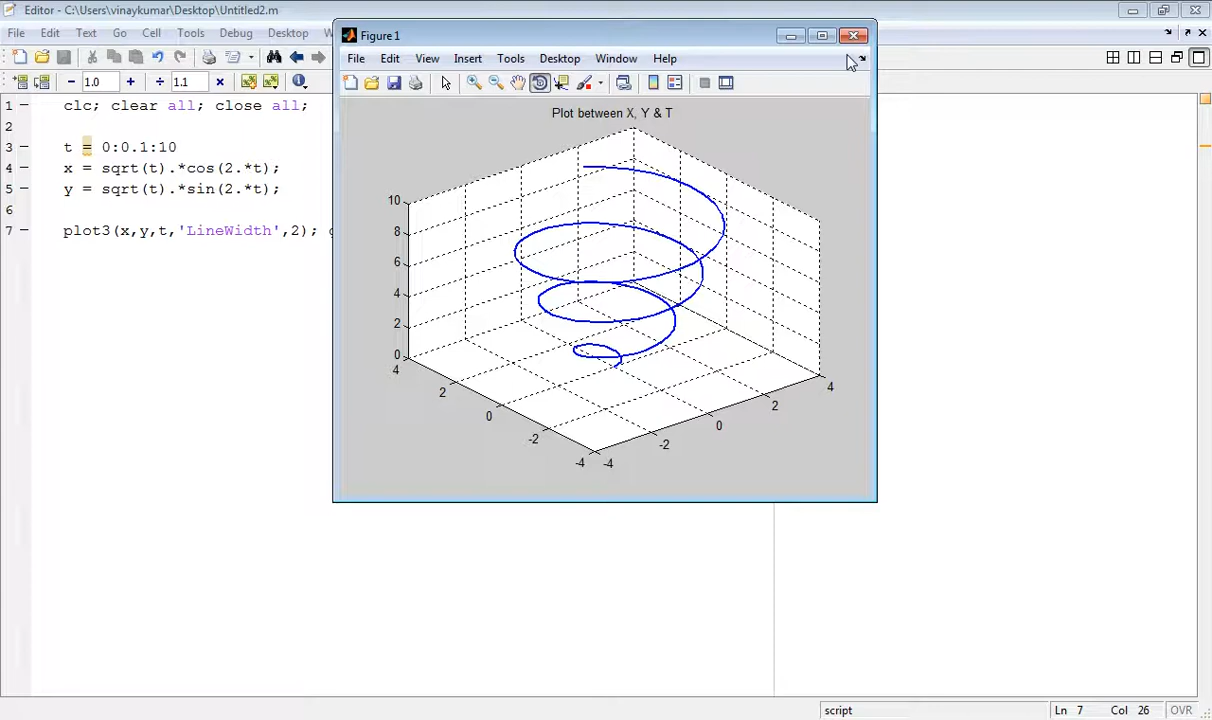 Editor - C:\Users\vinaykumar\Desktop\Untitled2.m
File Edit Text Go Cell Tools Debug Desktop
- 1.0 + ÷ 1.1 ×
1 - clc; clear all; close all;
2
3 - t = 0:0.1:10
4 - x = sqrt(t).*cos(2.*t);
5 - y = sqrt(t).*sin(2.*t);
6
7 - plot3(x,y,t,'LineWidth',2);
Figure 1
File Edit View Insert Tools Desktop Window Help
Plot between X, Y & T
10
8
6
4
2
0
4
2
0
-2
-4
-4
-2
0
2
4
script Ln 7 Col 26 OVR